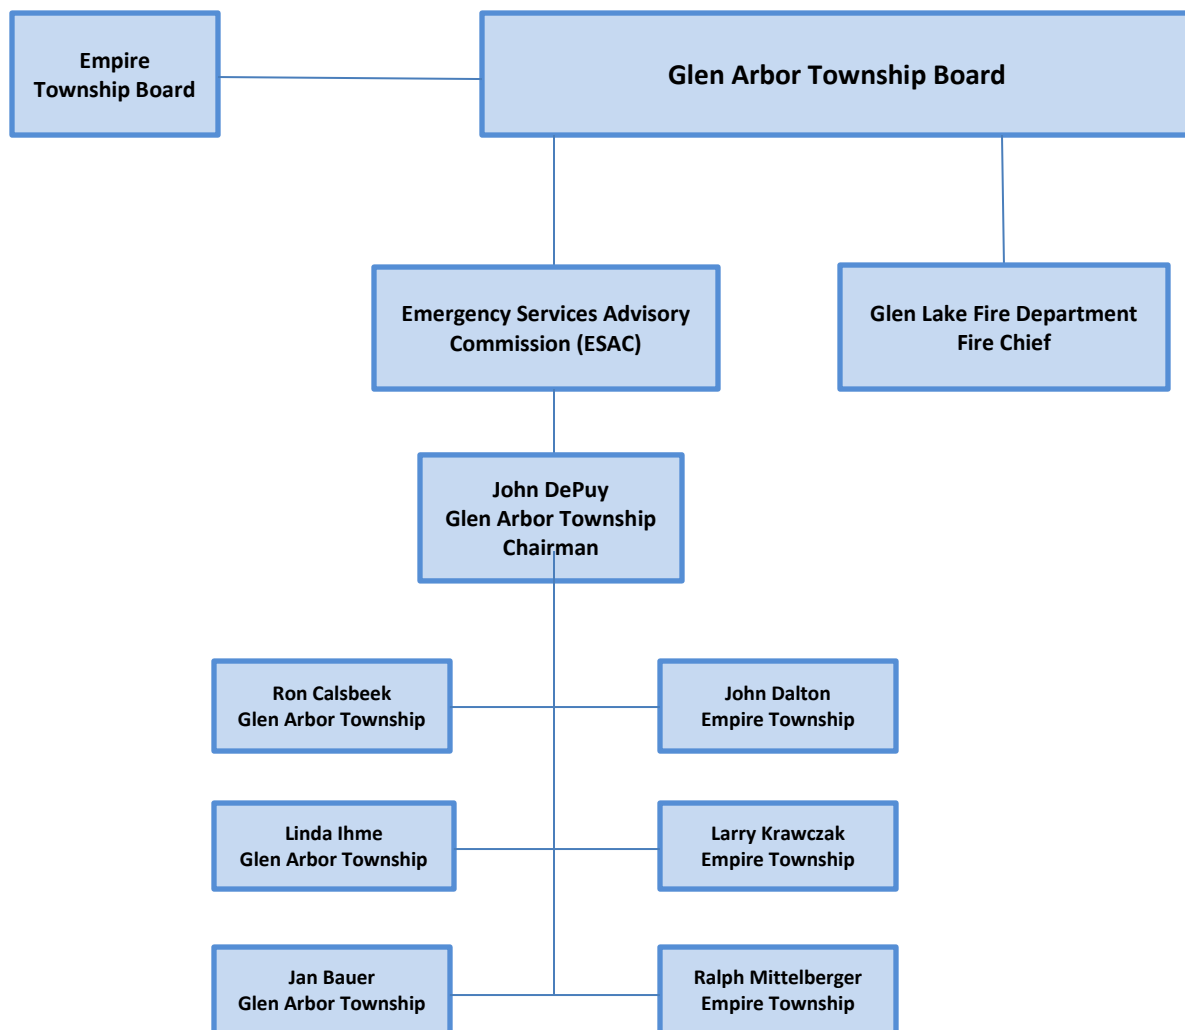 Empire
Township Board
Glen Arbor Township Board
Emergency Services Advisory
Commission (ESAC)
Glen Lake Fire Department
Fire Chief
John DePuy
Glen Arbor Township
Chairman
Ron Calsbeek
Glen Arbor Township
John Dalton
Empire Township
Linda Ihme
Glen Arbor Township
Larry Krawczak
Empire Township
Jan Bauer
Glen Arbor Township
Ralph Mittelberger
Empire Township